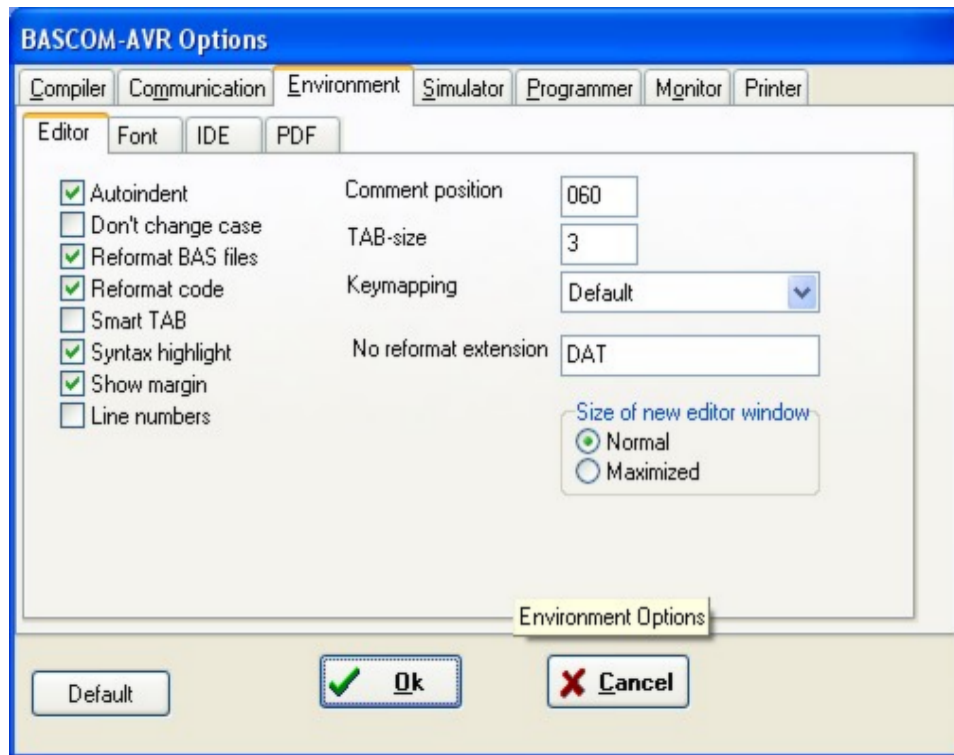 BASCOM-AVR Options
Compiler Communication Environment Simulator Programmer Monitor Printer
Editor Font IDE PDF
Autoindent
Don't change case
Reformat BAS files
Reformat code
Smart TAB
Syntax highlight
Show margin
Line numbers
Comment position 060
TAB-size 3
Keymapping Default
No reformat extension DAT
Size of new editor window
Normal
Maximized
Environment Options
Default Ok Cancel